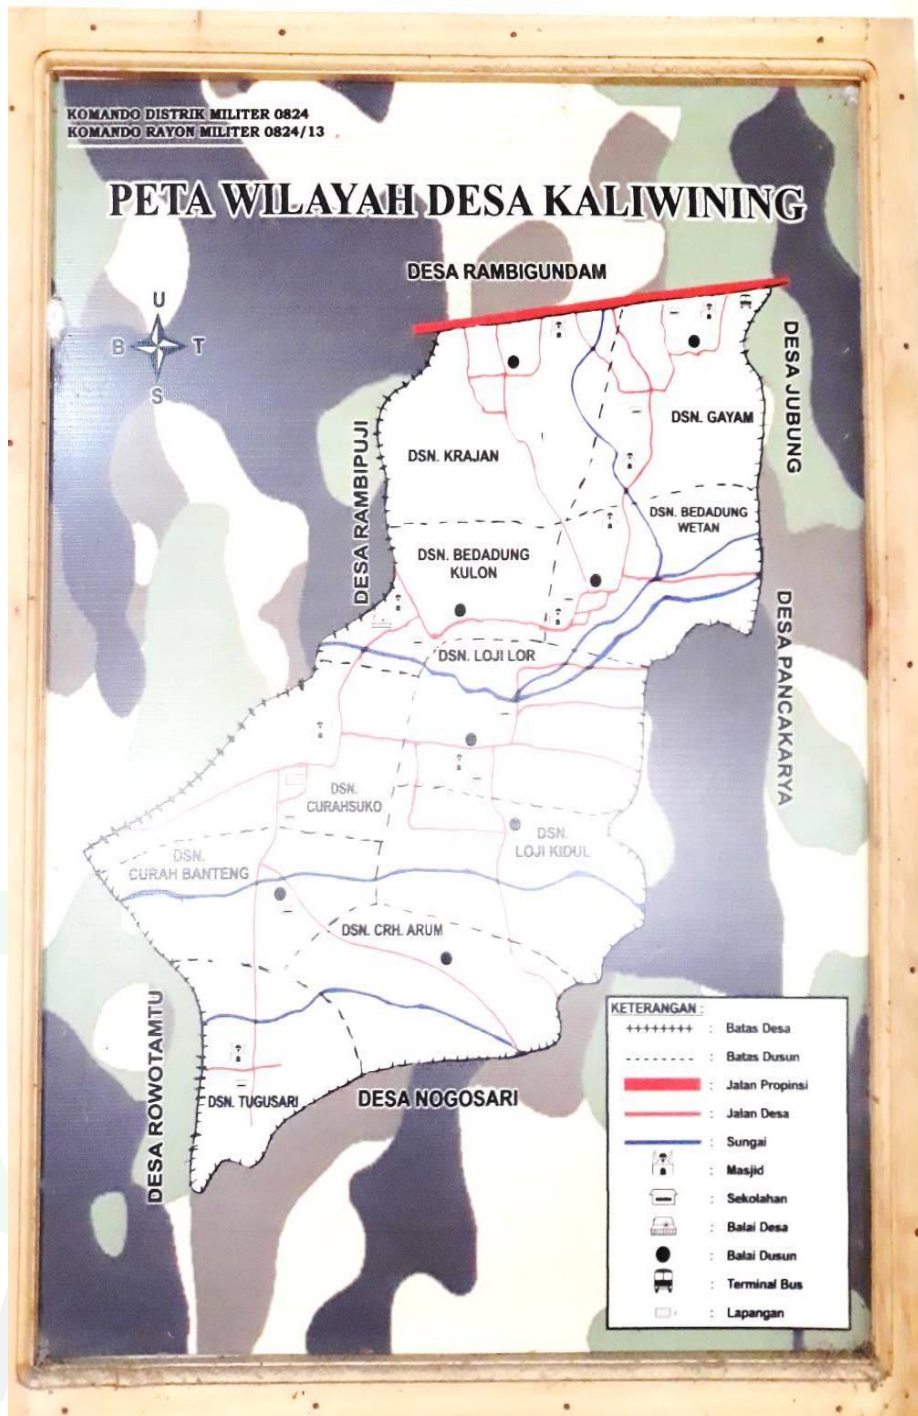 KOMANDO DISTRIK MILITER 0824
KOMANDO RAYON MILITER 0824/13
PETA WILAYAH DESA KALIWINING
DESA RAMBIGUNDAM
U
B
T
S
DESA JUBUNG
DESA RAMBIPUJI
DSN. GAYAM
DSN. KRAJAN
DSN. BEDADUNG
WETAN
DSN. BEDADUNG
KULON
DESA PANCAKARYA
DSN. LOJI LOR
DSN.
CURAHSUKO
DSN.
LOJI KIDUL
DSN.
CURAH BANTENG
DSN. CRH. ARUM
DESA ROWOTAMTU
DSN. TUGUSARI
DESA NOGOSARI
KETERANGAN :
: Batas Desa
: Batas Dusun
: Jalan Propinsi
: Jalan Desa
: Sungai
: Masjid
: Sekolahan
: Balai Desa
: Balai Dusun
: Terminal Bus
: Lapangan